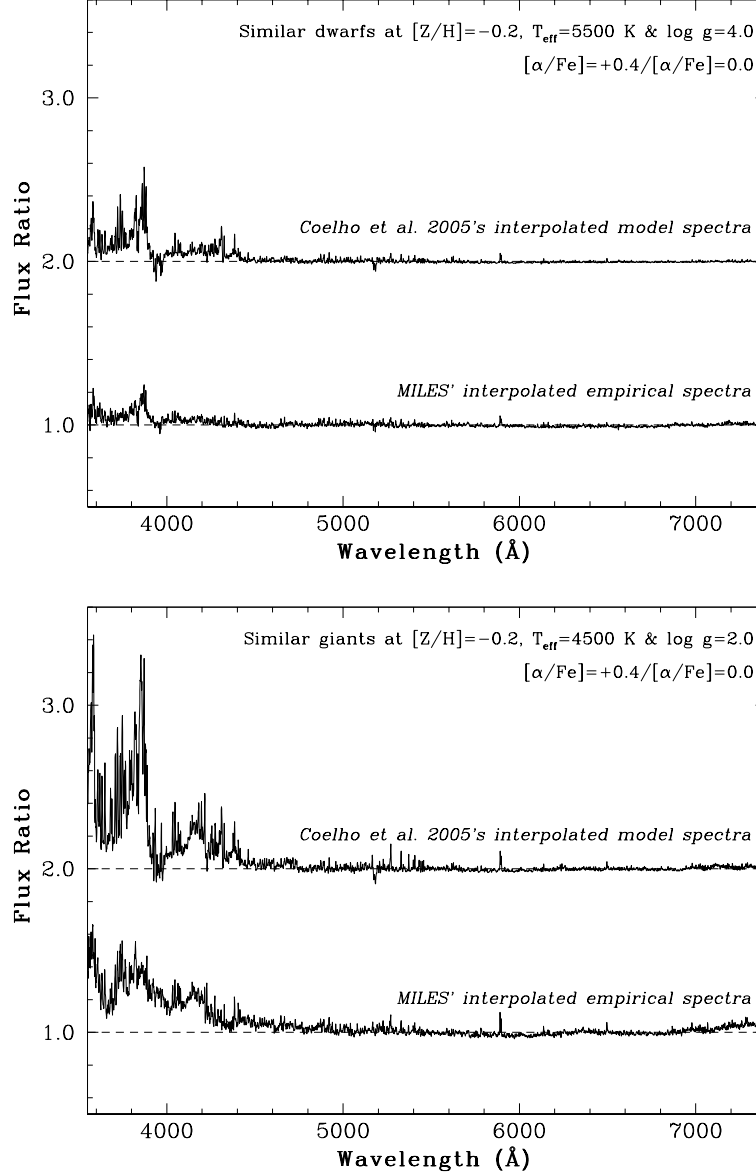 Similar dwarfs at [Z/H]=−0.2, Teff=5500 K & log g=4.0
[α/Fe]=+0.4/[α/Fe]=0.0
3.0
Coelho et al. 2005's interpolated model spectra
2.0
Flux Ratio
MILES' interpolated empirical spectra
1.0
4000 5000 6000 7000
Wavelength (Å)
Similar giants at [Z/H]=−0.2, Teff=4500 K & log g=2.0
[α/Fe]=+0.4/[α/Fe]=0.0
3.0
Coelho et al. 2005's interpolated model spectra
2.0
Flux Ratio
MILES' interpolated empirical spectra
1.0
4000 5000 6000 7000
Wavelength (Å)